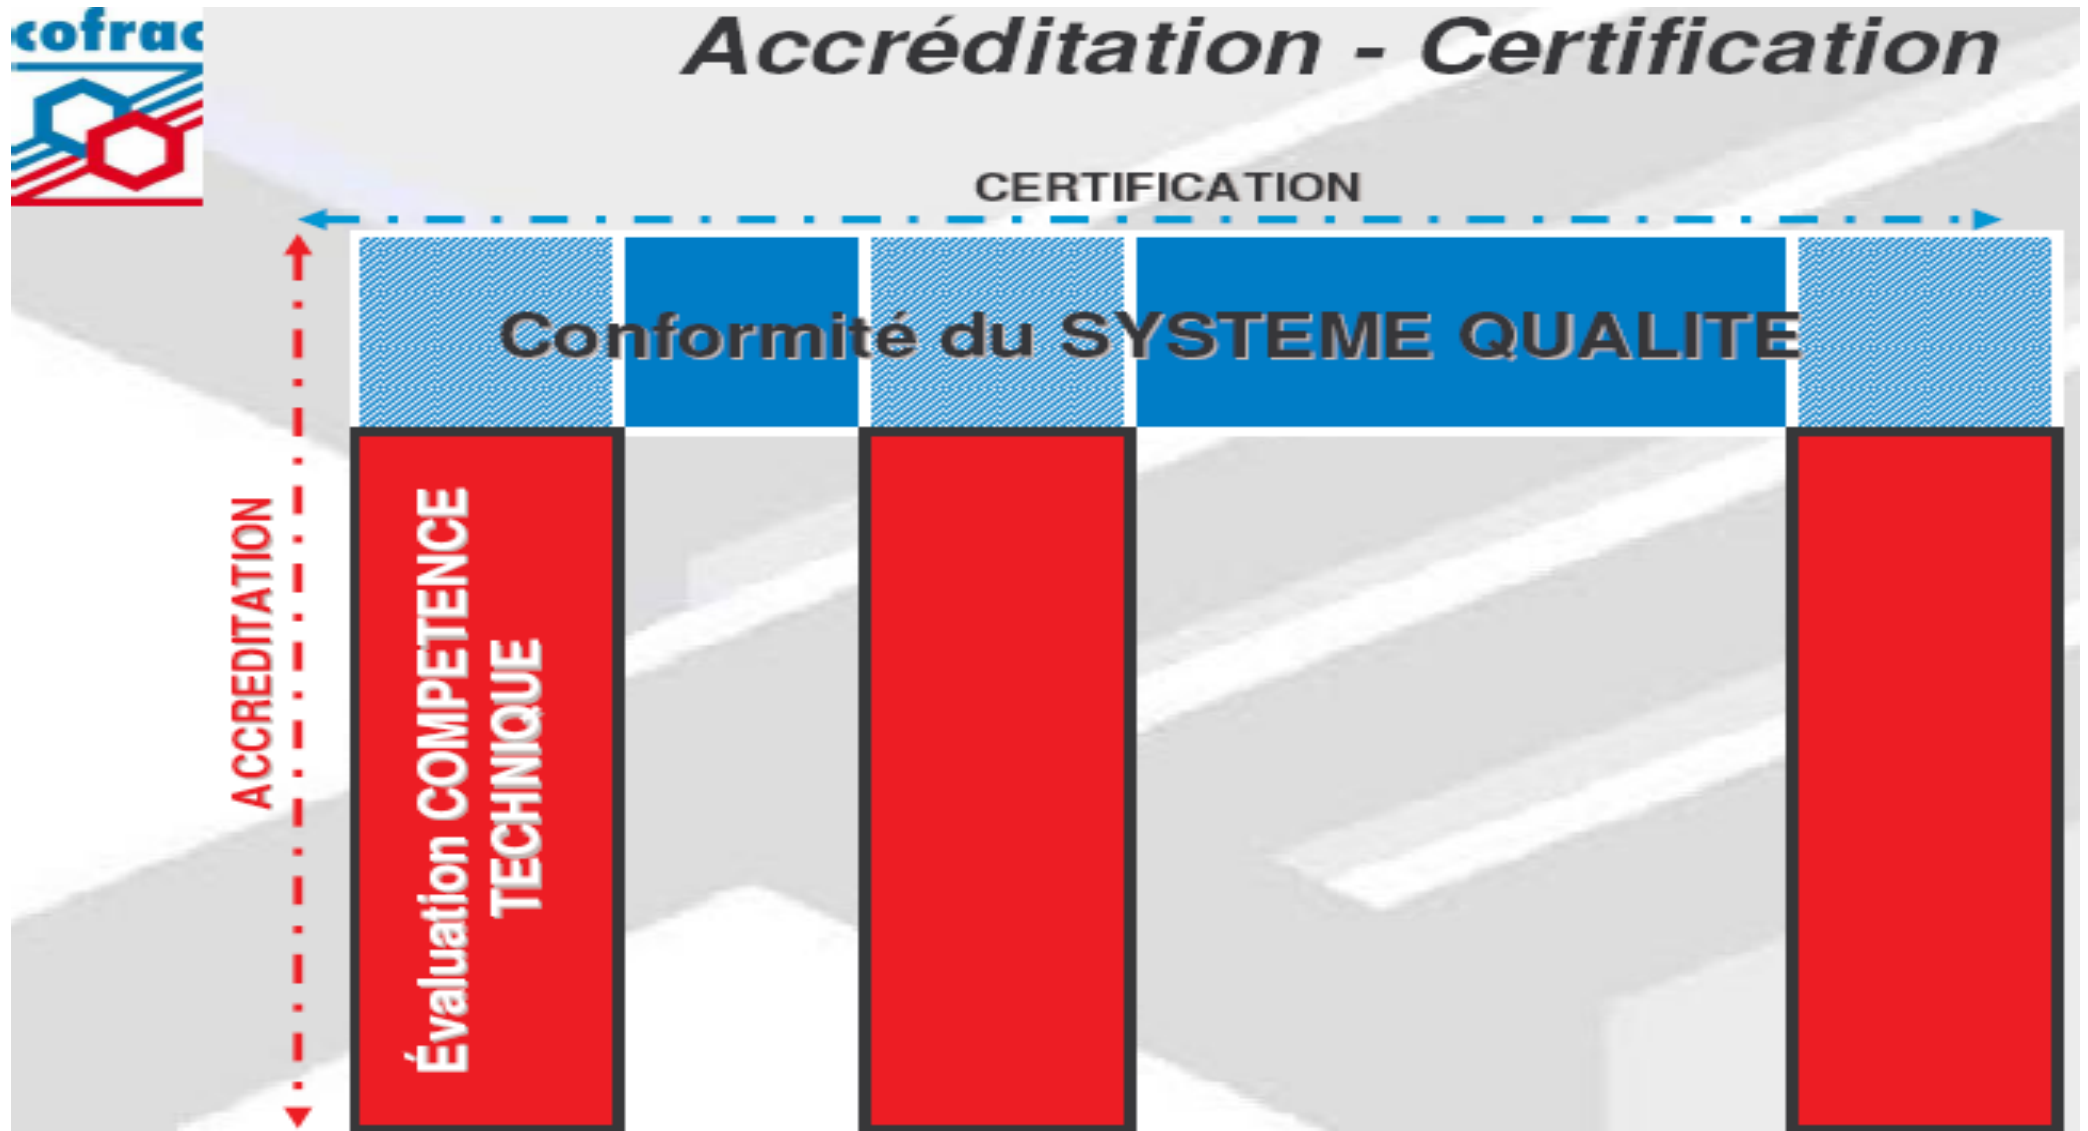 cofrac
Accréditation - Certification
CERTIFICATION
Conformité du SYSTEME QUALITE
ACCREDITATION
Évaluation COMPETENCE
TECHNIQUE